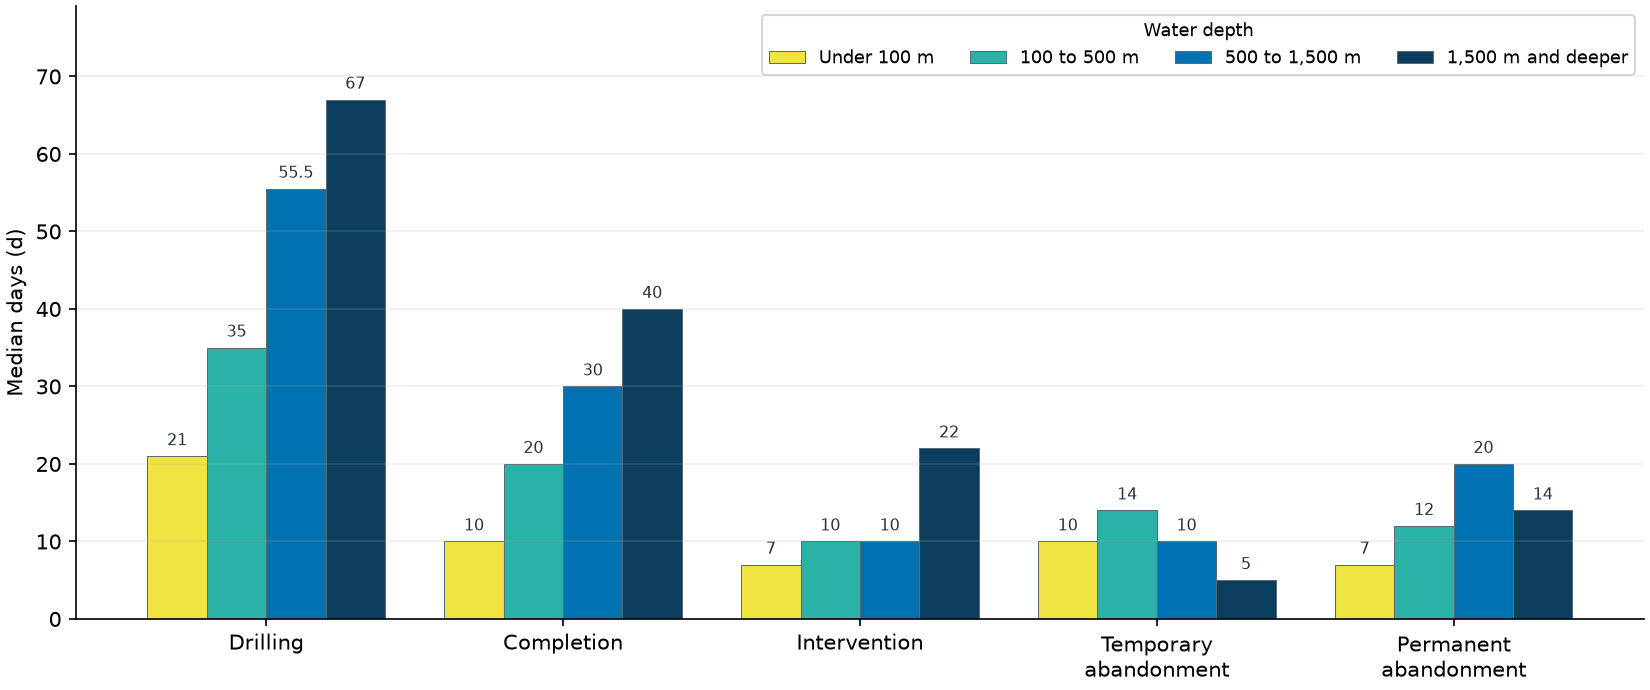 Water depth
Under 100 m
100 to 500 m
500 to 1,500 m
1,500 m and deeper
Median days (d)
70
60
50
40
30
20
10
0
21
35
55.5
67
10
20
30
40
7
10
10
22
10
14
10
5
7
12
20
14
Drilling
Completion
Intervention
Temporary
abandonment
Permanent
abandonment